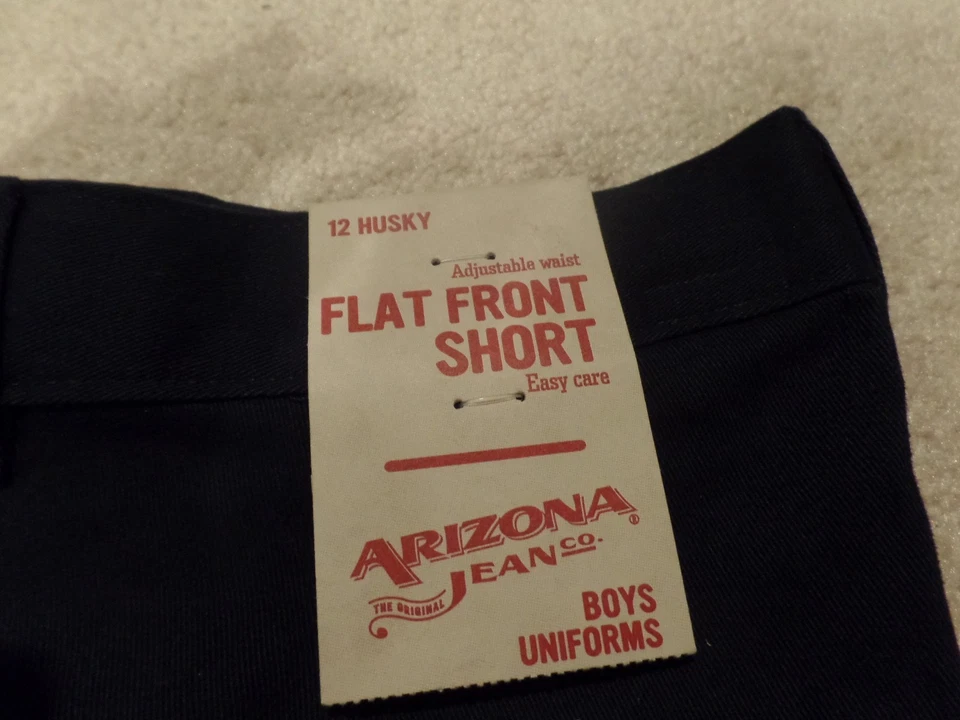 12 HUSKY
Adjustable waist
FLAT FRONT
SHORT
Easy care
ARIZONA®
JEAN CO.
THE ORIGINAL
BOYS
UNIFORMS